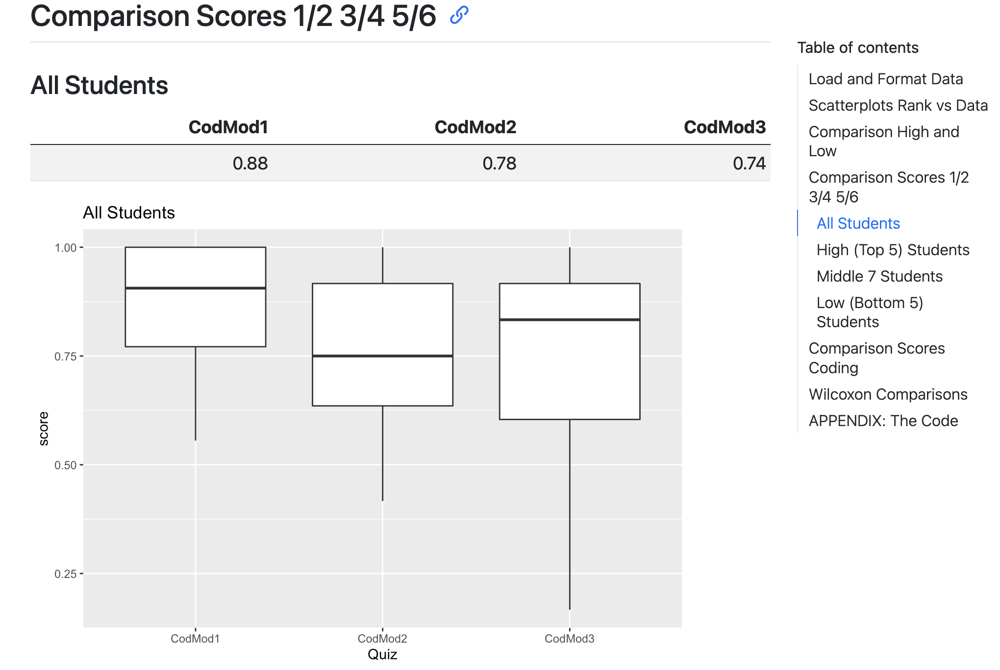 Comparison Scores 1/2 3/4 5/6
All Students
CodMod1 CodMod2 CodMod3
0.88 0.78 0.74
All Students
1.00
0.75
0.50
0.25
score
CodMod1 CodMod2 CodMod3
Quiz
Table of contents
Load and Format Data
Scatterplots Rank vs Data
Comparison High and
Low
Comparison Scores 1/2
3/4 5/6
All Students
High (Top 5) Students
Middle 7 Students
Low (Bottom 5)
Students
Comparison Scores
Coding
Wilcoxon Comparisons
APPENDIX: The Code